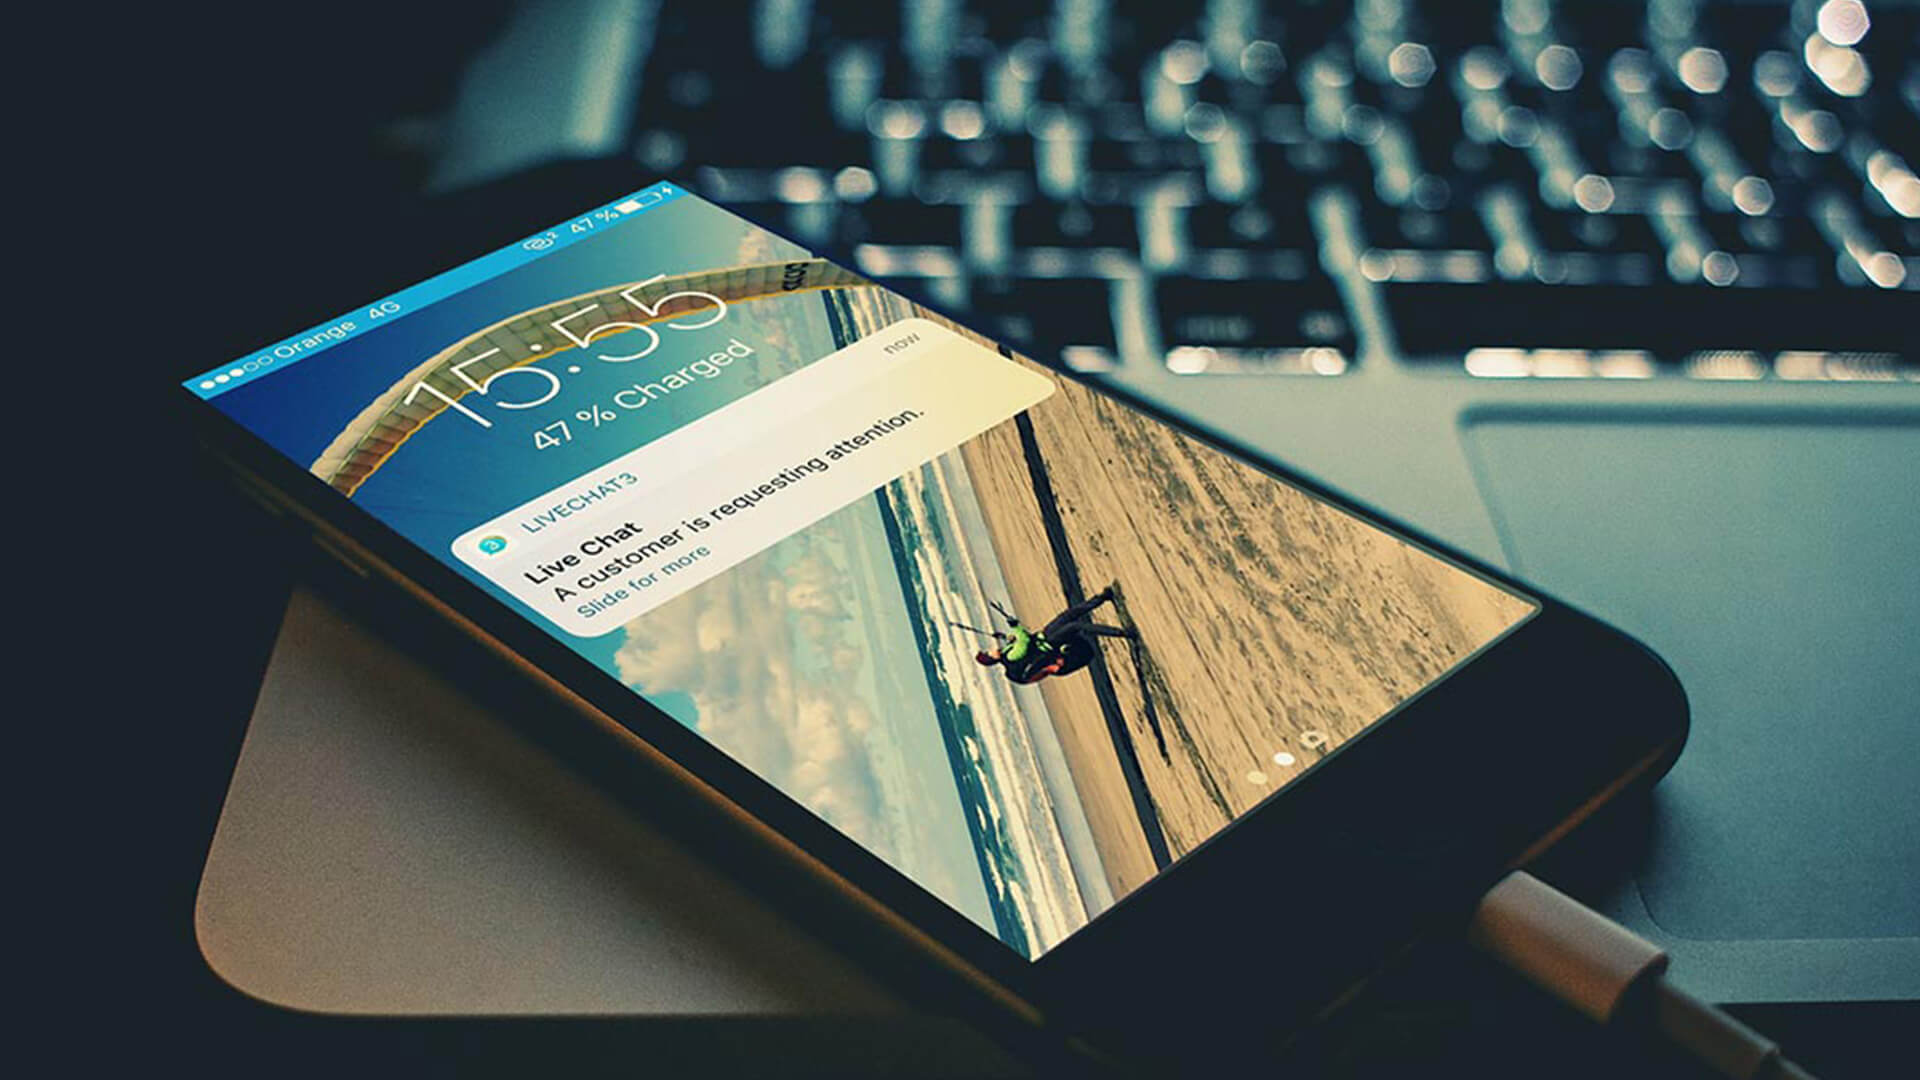 Orange 4G 47 %
15:55
47 % Charged
LIVECHAT3 now
Live Chat
A customer is requesting attention.
Slide for more